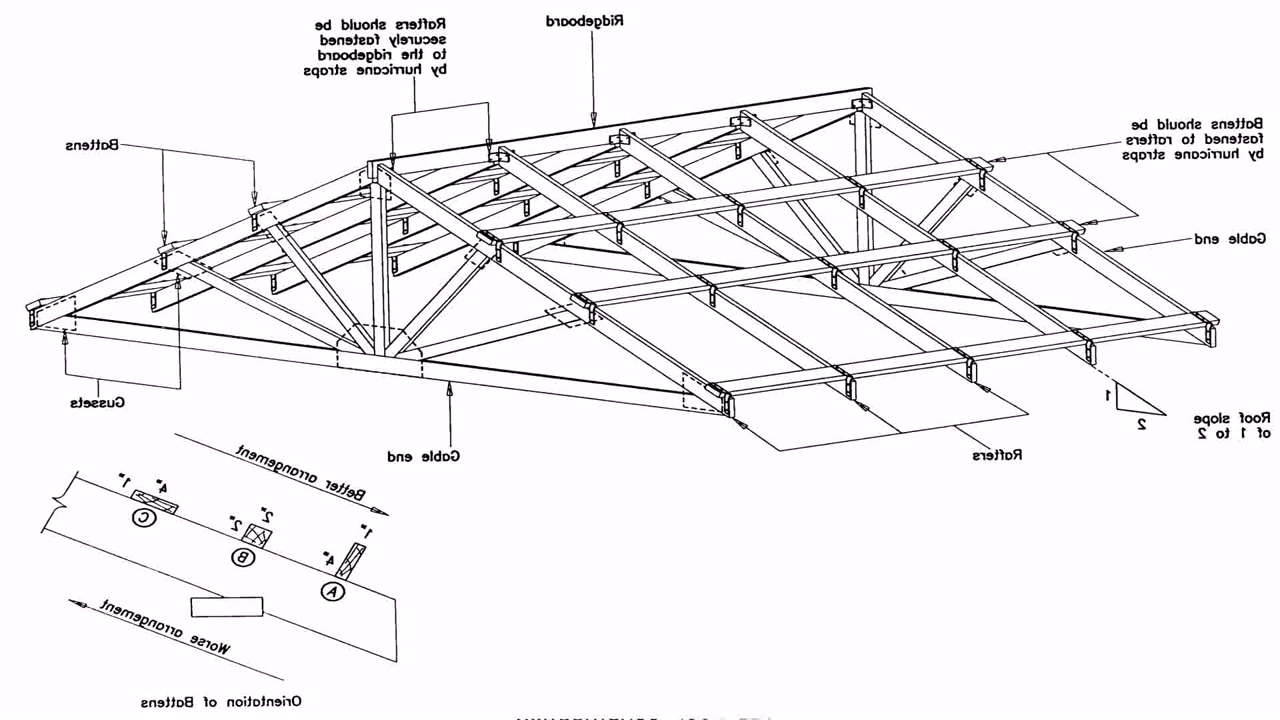 Ridgeboard
Rafters should be
securely fastened
to the ridgeboard
by hurricane straps
Battens should be
fastened to rafters
by hurricane straps
Battens
Gable end
Gussets
1
2
Roof slope
of 1 to 2
Gable end
Rafters
Better arrangement
1"
4"
C
2"
2"
B
1"
4"
A
Worse arrangement
Orientation of Battens